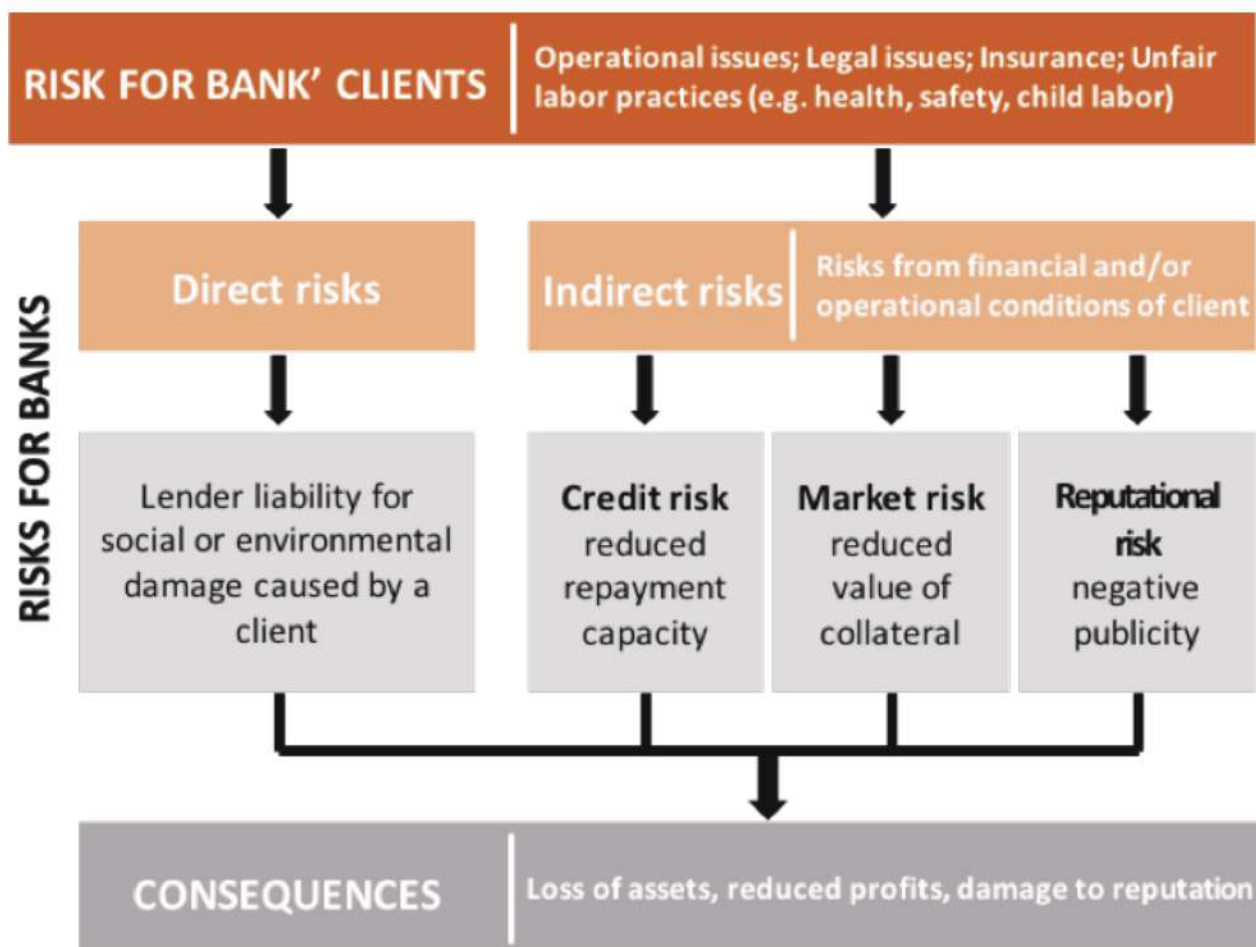 RISK FOR BANK' CLIENTS
Operational issues; Legal issues; Insurance; Unfair
labor practices (e.g. health, safety, child labor)
RISKS FOR BANKS
Direct risks
Indirect risks
Risks from financial and/or
operational conditions of client
Lender liability for
social or environmental
damage caused by a
client
Credit risk
reduced
repayment
capacity
Market risk
reduced
value of
collateral
Reputational
risk
negative
publicity
CONSEQUENCES
Loss of assets, reduced profits, damage to reputation